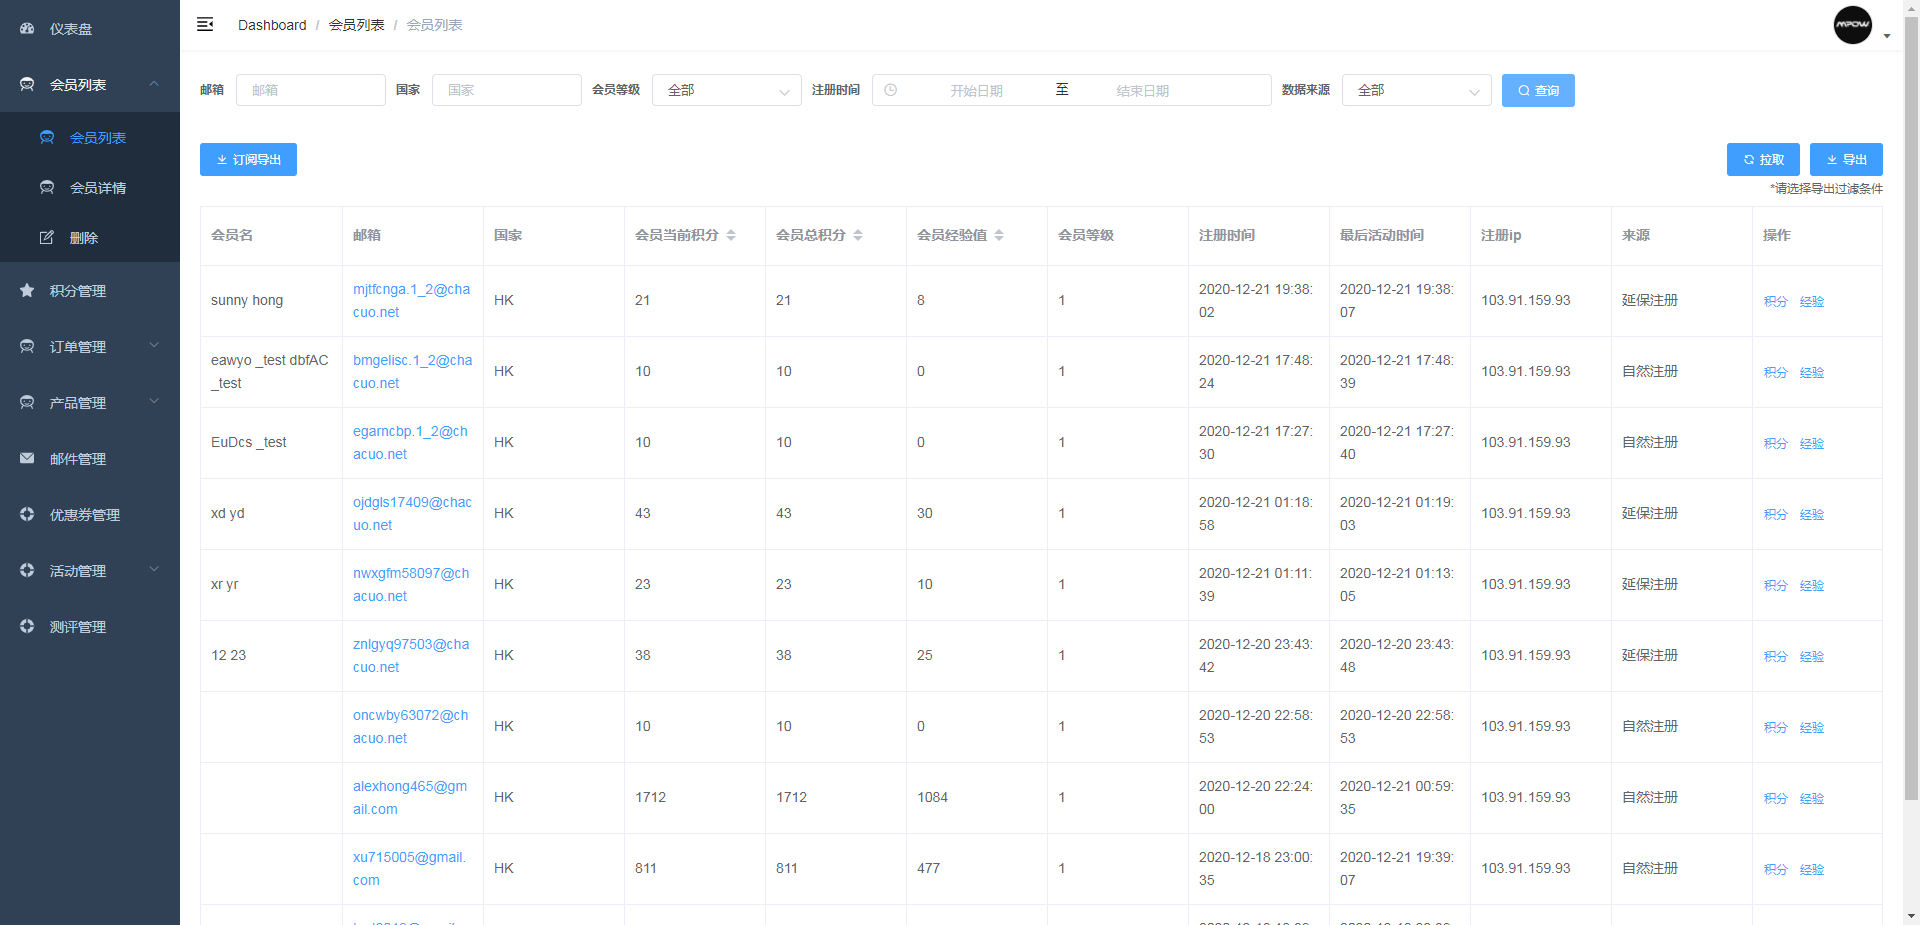 仪表盘
会员列表
会员列表
会员详情
删除
积分管理
订单管理
产品管理
邮件管理
优惠券管理
活动管理
测评管理
Dashboard / 会员列表 / 会员列表
MPOW
邮箱 邮箱 国家 国家 会员等级 全部 注册时间 开始日期 至 结束日期 数据来源 全部 查询
订阅导出 拉取 导出
*请选择导出过滤条件
会员名 邮箱 国家 会员当前积分 会员总积分 会员经验值 会员等级 注册时间 最后活动时间 注册ip 来源 操作
mjtfcnga.1_2@cha 2020-12-21 19:38: 2020-12-21 19:38:
sunny hong HK 21 21 8 1 103.91.159.93 延保注册 积分 经验
cuo.net 02 07
eawyo _test dbfAC bmgelisc.1_2@cha 2020-12-21 17:48: 2020-12-21 17:48:
HK 10 10 0 1 103.91.159.93 自然注册 积分 经验
_test cuo.net 24 39
egarncbp.1_2@ch 2020-12-21 17:27: 2020-12-21 17:27:
EuDcs _test HK 10 10 0 1 103.91.159.93 自然注册 积分 经验
acuo.net 30 40
ojdgls17409@chac 2020-12-21 01:18: 2020-12-21 01:19:
xd yd HK 43 43 30 1 103.91.159.93 延保注册 积分 经验
uo.net 58 03
nwxgfm58097@ch 2020-12-21 01:11: 2020-12-21 01:13:
xr yr HK 23 23 10 1 103.91.159.93 延保注册 积分 经验
acuo.net 39 05
znlgyq97503@cha 2020-12-20 23:43: 2020-12-20 23:43:
12 23 HK 38 38 25 1 103.91.159.93 延保注册 积分 经验
cuo.net 42 48
oncwby63072@ch 2020-12-20 22:58: 2020-12-20 22:58:
HK 10 10 0 1 103.91.159.93 自然注册 积分 经验
acuo.net 53 53
alexhong465@gm 2020-12-20 22:24: 2020-12-21 00:59:
HK 1712 1712 1084 1 103.91.159.93 自然注册 积分 经验
ail.com 00 35
xu715005@gmail. 2020-12-18 23:00: 2020-12-21 19:39:
HK 811 811 477 1 103.91.159.93 自然注册 积分 经验
com 35 07